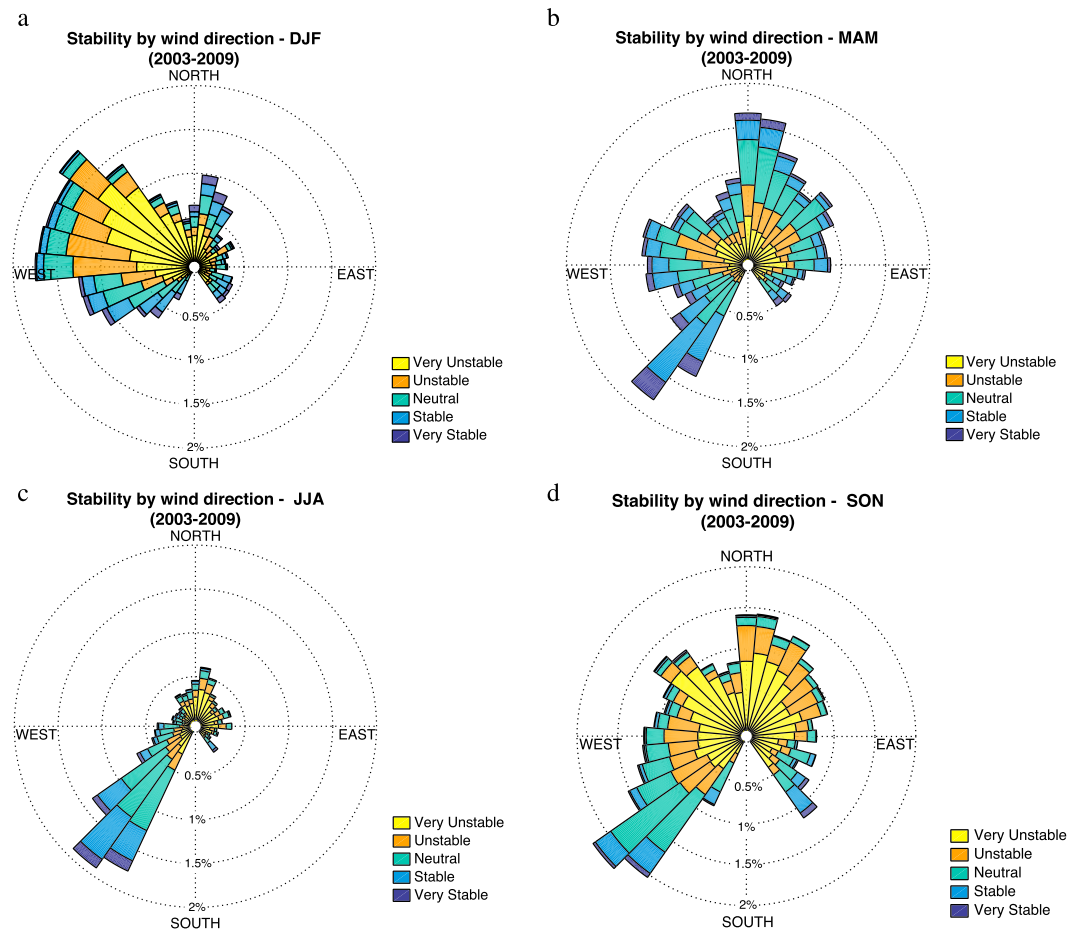 a
Stability by wind direction - DJF
(2003-2009)
NORTH
WEST
EAST
0.5%
1%
1.5%
2%
SOUTH
Very Unstable
Unstable
Neutral
Stable
Very Stable
b
Stability by wind direction - MAM
(2003-2009)
NORTH
WEST
EAST
0.5%
1%
1.5%
2%
SOUTH
Very Unstable
Unstable
Neutral
Stable
Very Stable
c
Stability by wind direction - JJA
(2003-2009)
NORTH
WEST
EAST
0.5%
1%
1.5%
2%
SOUTH
Very Unstable
Unstable
Neutral
Stable
Very Stable
d
Stability by wind direction - SON
(2003-2009)
NORTH
WEST
EAST
0.5%
1%
1.5%
2%
SOUTH
Very Unstable
Unstable
Neutral
Stable
Very Stable